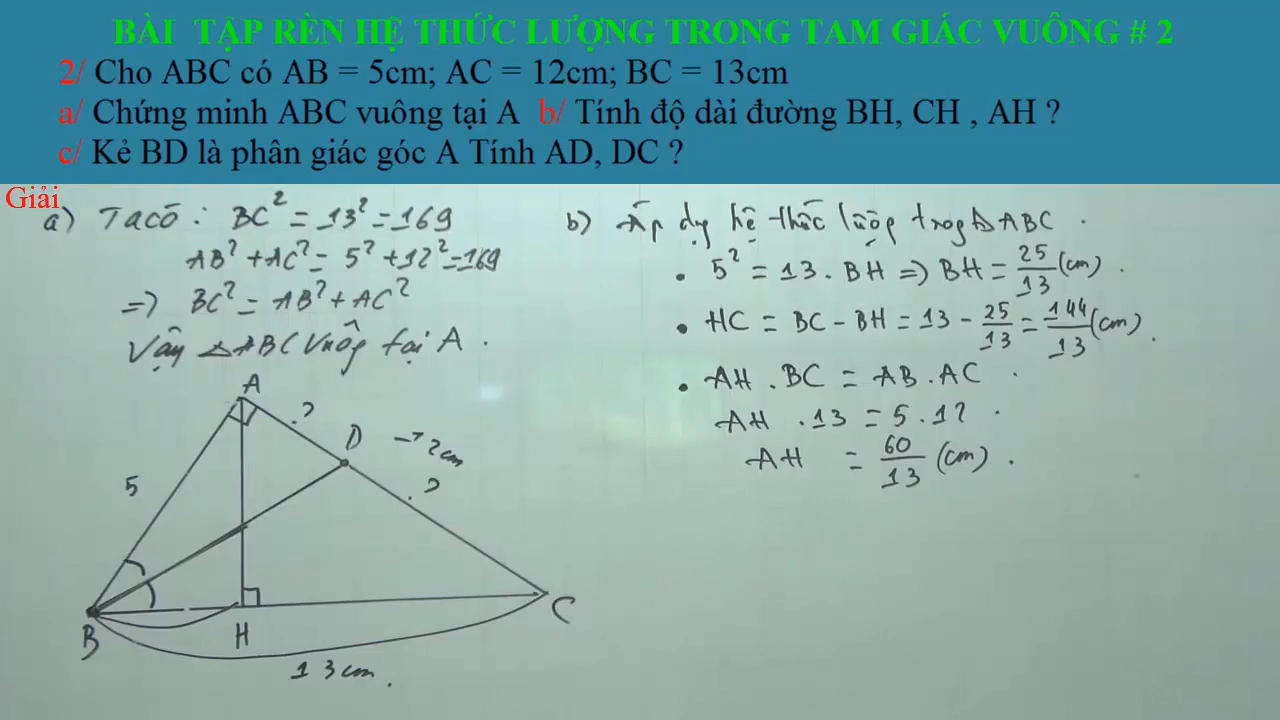 BÀI TẬP RÈN HỆ THỨC LƯỢNG TRONG TAM GIÁC VUÔNG # 2
2/ Cho ABC có AB = 5cm; AC = 12cm; BC = 13cm
a/ Chứng minh ABC vuông tại A b/ Tính độ dài đường BH, CH , AH ?
c/ Kẻ BD là phân giác góc A Tính AD, DC ?
Giải
a) Ta có : BC² = 13² = 169
AB² + AC² = 5² + 12² = 169
=> BC² = AB² + AC²
Vậy △ABC vuông tại A .
b) Áp dụng hệ thức lượng trong △ABC .
• 5² = 13 . BH => BH = 25/13 (cm) .
• HC = BC - BH = 13 - 25/13 = 144/13 (cm) .
• AH . BC = AB . AC .
AH . 13 = 5 . 12 .
AH = 60/13 (cm) .
A
?
D
→ 12cm
5
?
B
H
C
13cm .